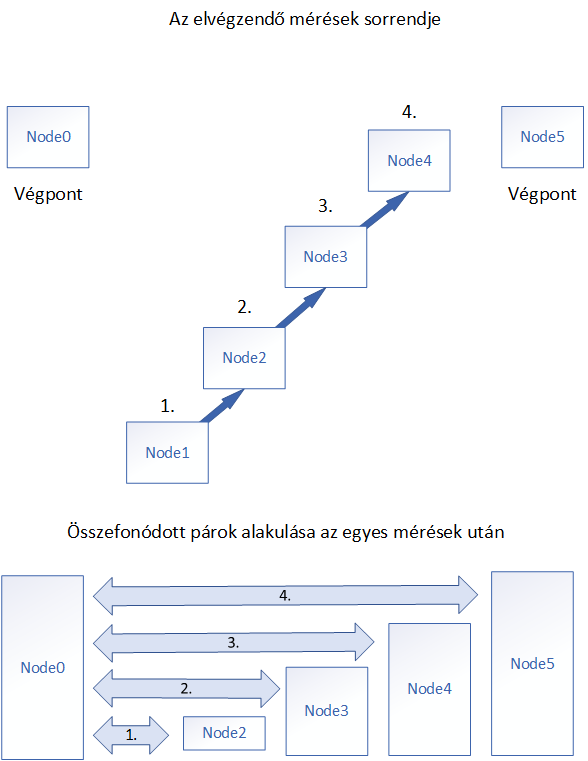 Az elvégzendő mérések sorrendje
4.
Node0
Node5
Node4
Végpont
Végpont
3.
Node3
2.
Node2
1.
Node1
Összefonódott párok alakulása az egyes mérések után
4.
3.
Node0
Node5
2.
Node4
Node3
1.
Node2